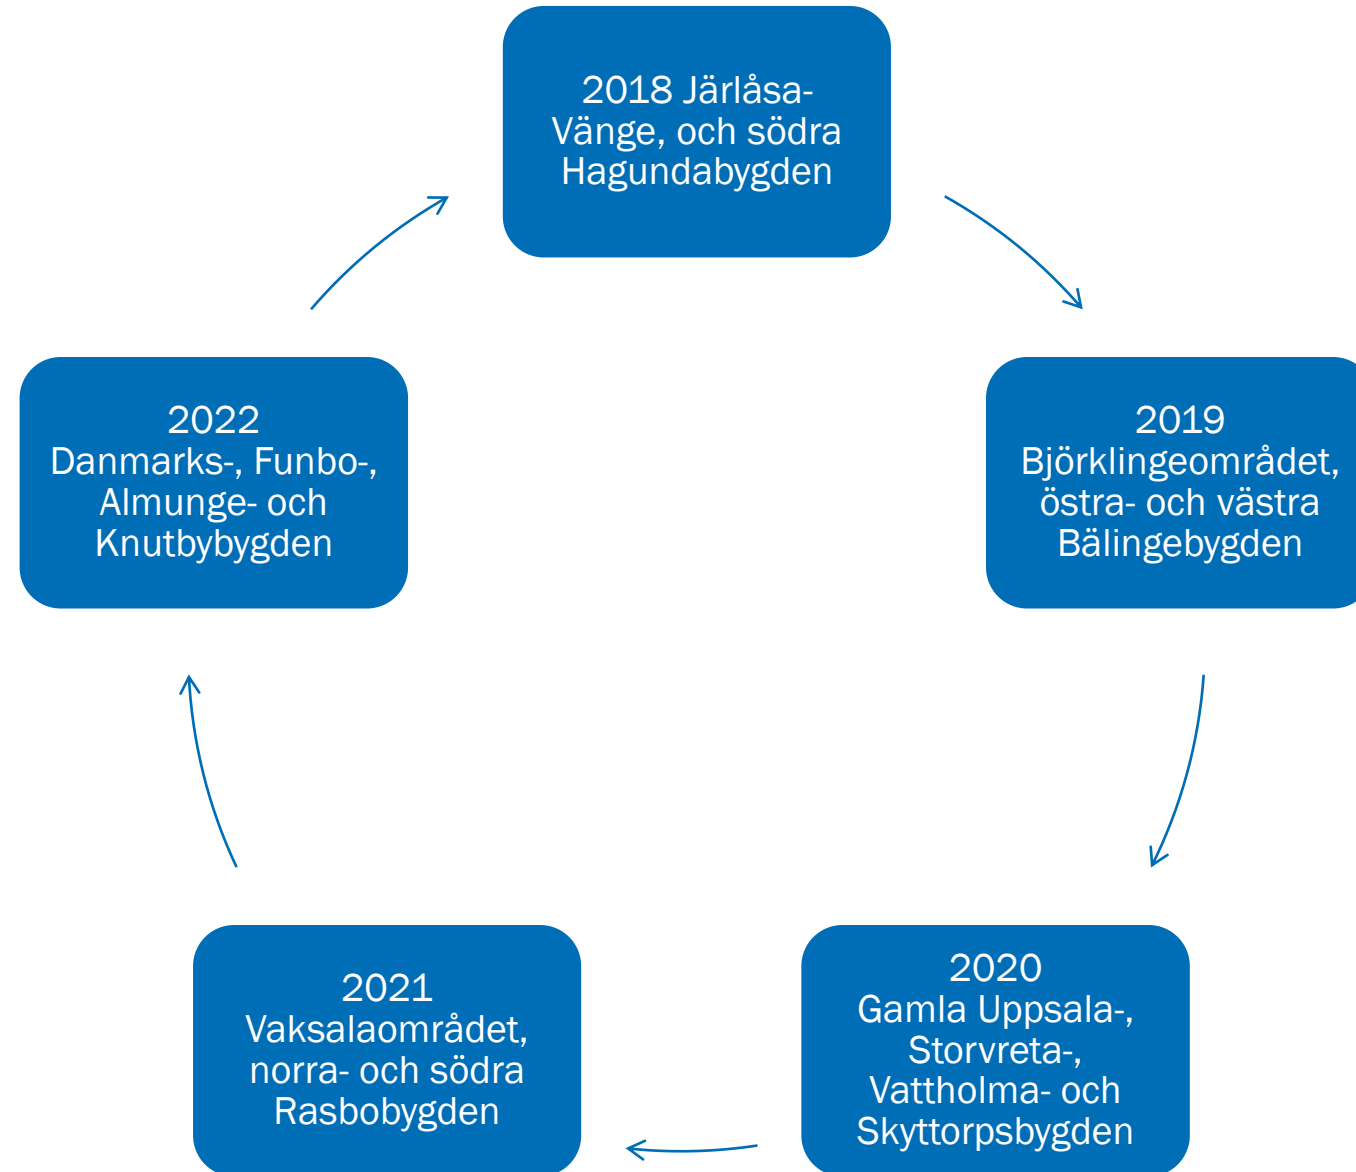 2018 Järlåsa-
Vänge, och södra
Hagundabygden
2019
Björklingeområdet,
östra- och västra
Bälingebygden
2020
Gamla Uppsala-,
Storvreta-,
Vattholma- och
Skyttorpsbygden
2021
Vaksalaområdet,
norra- och södra
Rasbobygden
2022
Danmarks-, Funbo-,
Almunge- och
Knutbybygden